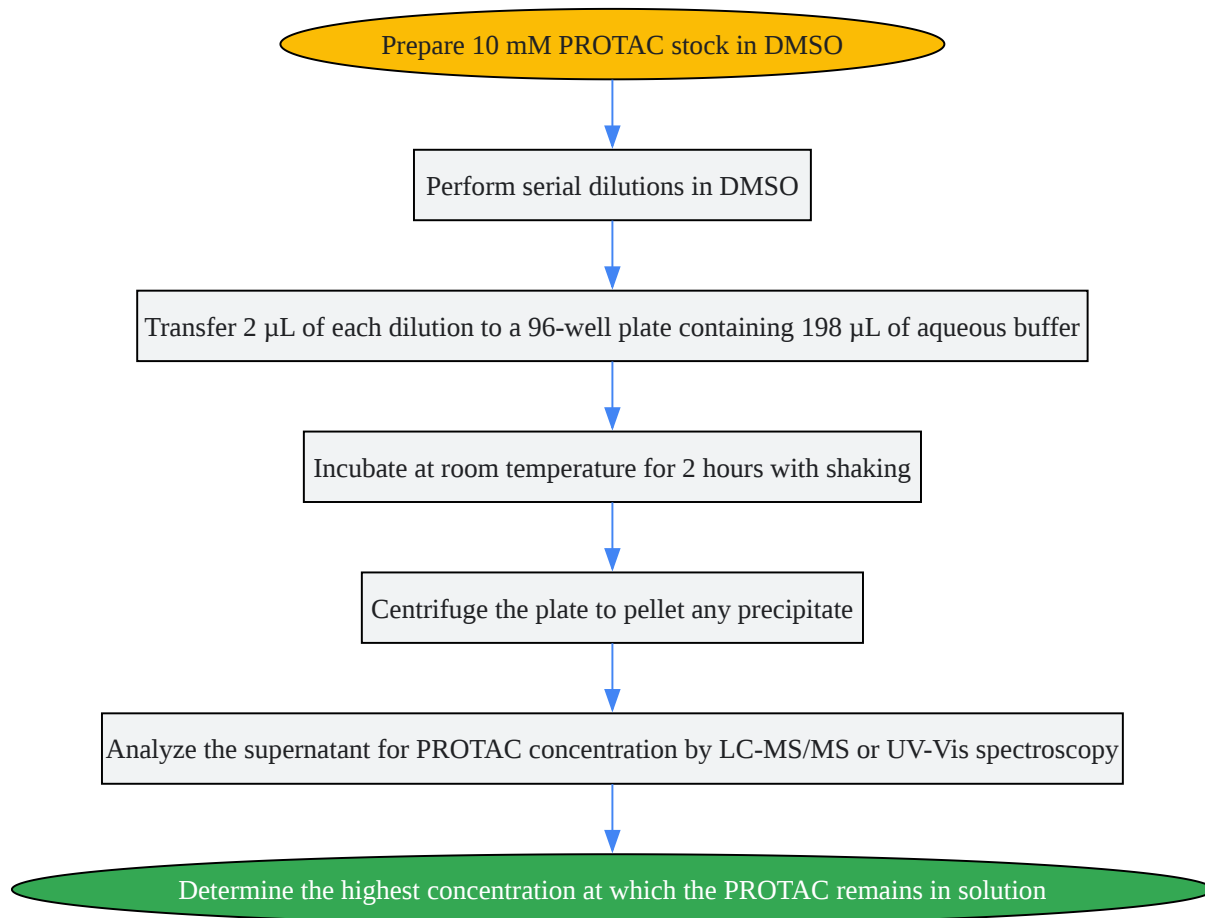 Prepare 10 mM PROTAC stock in DMSO
Perform serial dilutions in DMSO
Transfer 2 µL of each dilution to a 96-well plate containing 198 µL of aqueous buffer
Incubate at room temperature for 2 hours with shaking
Centrifuge the plate to pellet any precipitate
Analyze the supernatant for PROTAC concentration by LC-MS/MS or UV-Vis spectroscopy
Determine the highest concentration at which the PROTAC remains in solution